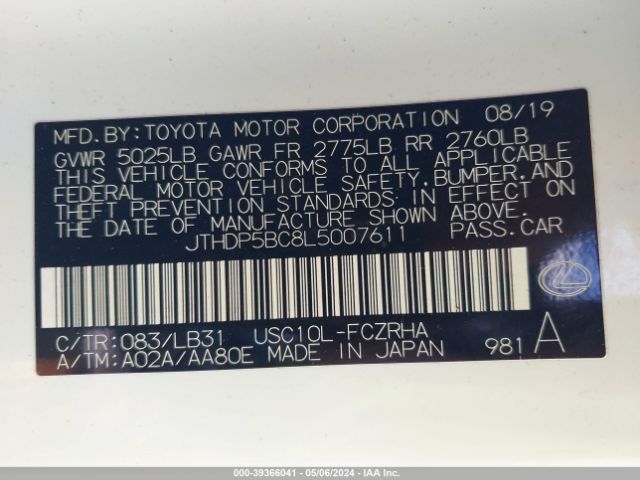 MFD. BY: TOYOTA MOTOR CORPORATION 08/19
GVWR 5025LB GAWR FR 2775LB RR 2760LB
THIS VEHICLE CONFORMS TO ALL APPLICABLE
FEDERAL MOTOR VEHICLE SAFETY, BUMPER, AND
THEFT PREVENTION STANDARDS IN EFFECT ON
THE DATE OF MANUFACTURE SHOWN ABOVE.
JTHDP5BC8L5007611 PASS. CAR
C/TR: 083/LB31 USC10L-FCZRHA
A/TM: A02A/AA80E MADE IN JAPAN 981 A
000-39366041 - 05/06/2024 - IAA Inc.